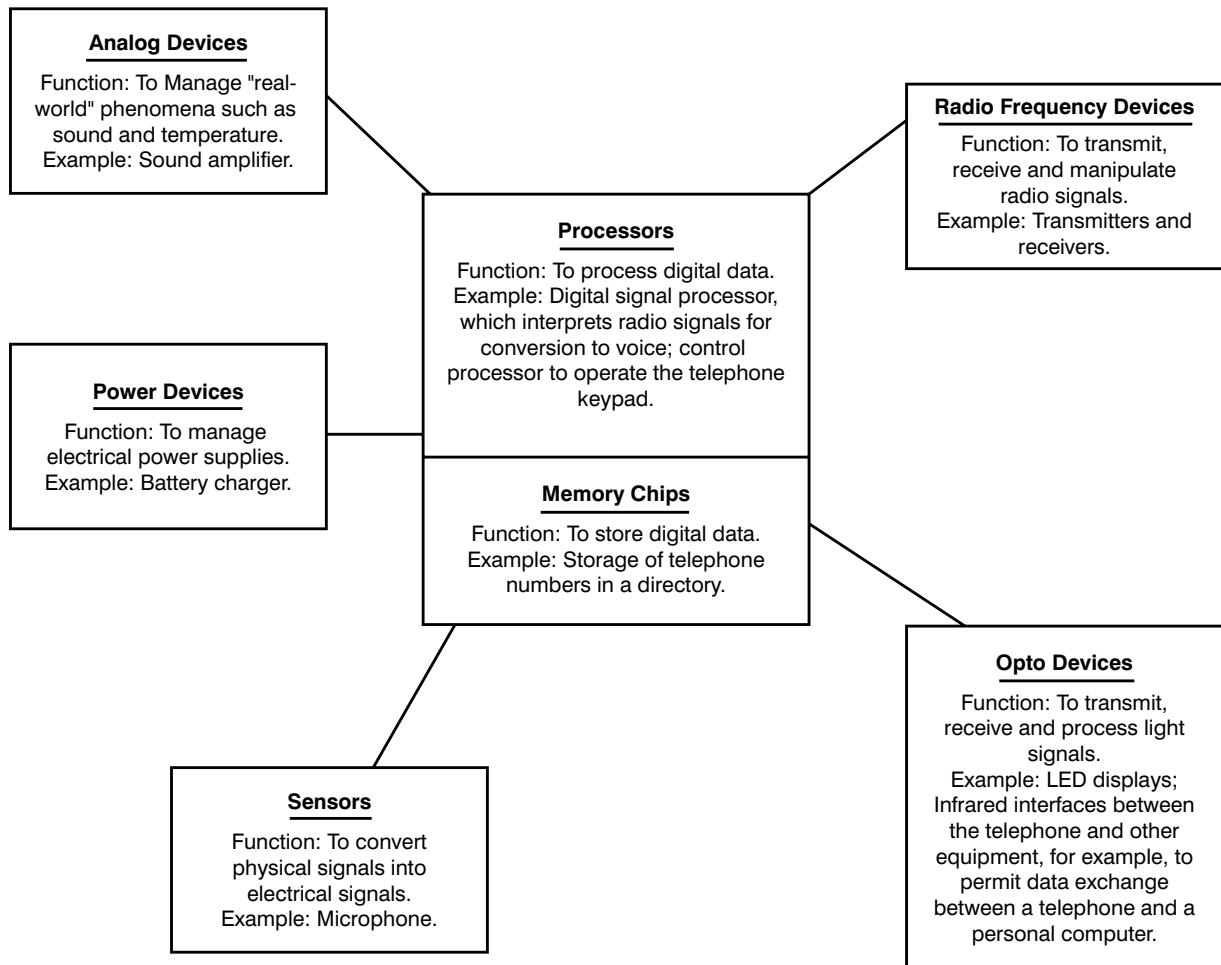 Analog Devices
Function: To Manage "real-
world" phenomena such as
sound and temperature.
Example: Sound amplifier.
Radio Frequency Devices
Function: To transmit,
receive and manipulate
radio signals.
Example: Transmitters and
receivers.
Processors
Function: To process digital data.
Example: Digital signal processor,
which interprets radio signals for
conversion to voice; control
processor to operate the telephone
keypad.
Power Devices
Function: To manage
electrical power supplies.
Example: Battery charger.
Memory Chips
Function: To store digital data.
Example: Storage of telephone
numbers in a directory.
Opto Devices
Function: To transmit,
receive and process light
signals.
Example: LED displays;
Infrared interfaces between
the telephone and other
equipment, for example, to
permit data exchange
between a telephone and a
personal computer.
Sensors
Function: To convert
physical signals into
electrical signals.
Example: Microphone.